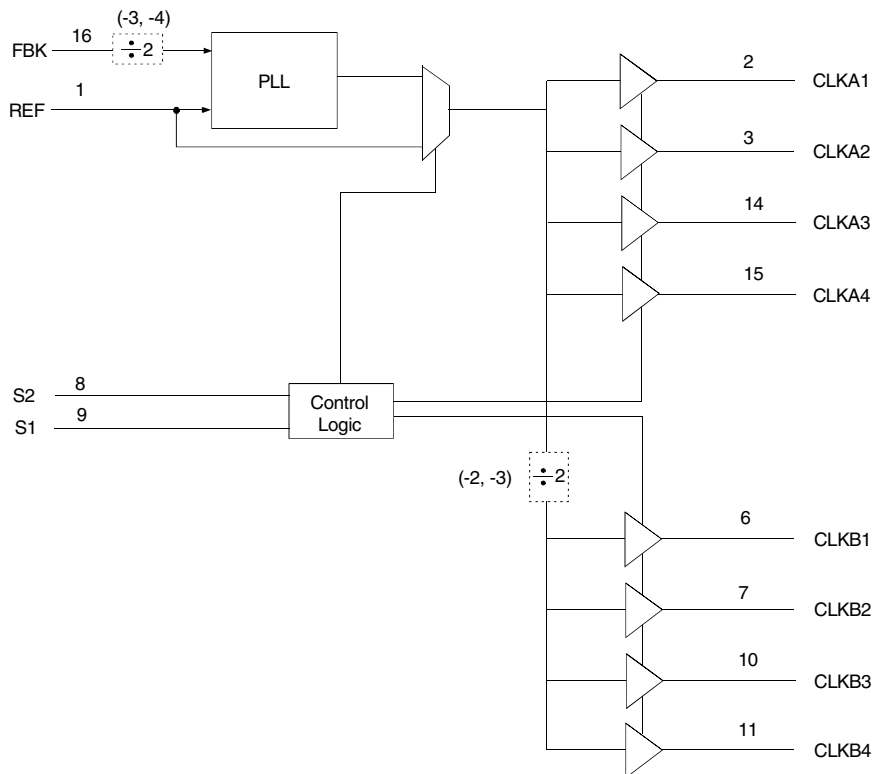 (-3, -4)
FBK 16 ÷2
PLL
REF 1
2 CLKA1
3 CLKA2
14 CLKA3
15 CLKA4
S2 8
S1 9
Control
Logic
(-2, -3) ÷2
6 CLKB1
7 CLKB2
10 CLKB3
11 CLKB4